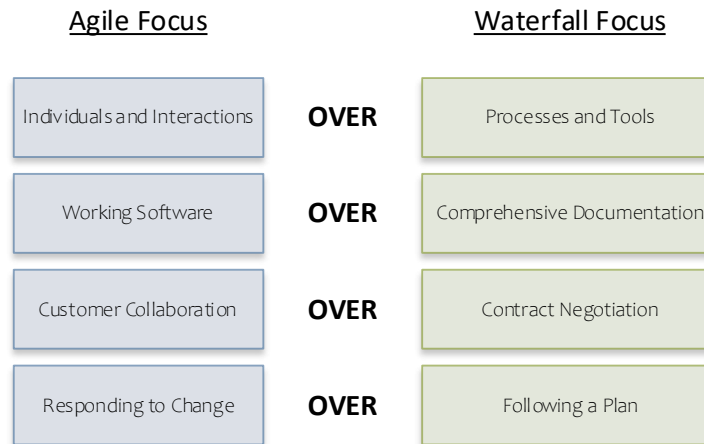 Agile Focus Waterfall Focus
Individuals and Interactions OVER Processes and Tools
Working Software OVER Comprehensive Documentation
Customer Collaboration OVER Contract Negotiation
Responding to Change OVER Following a Plan